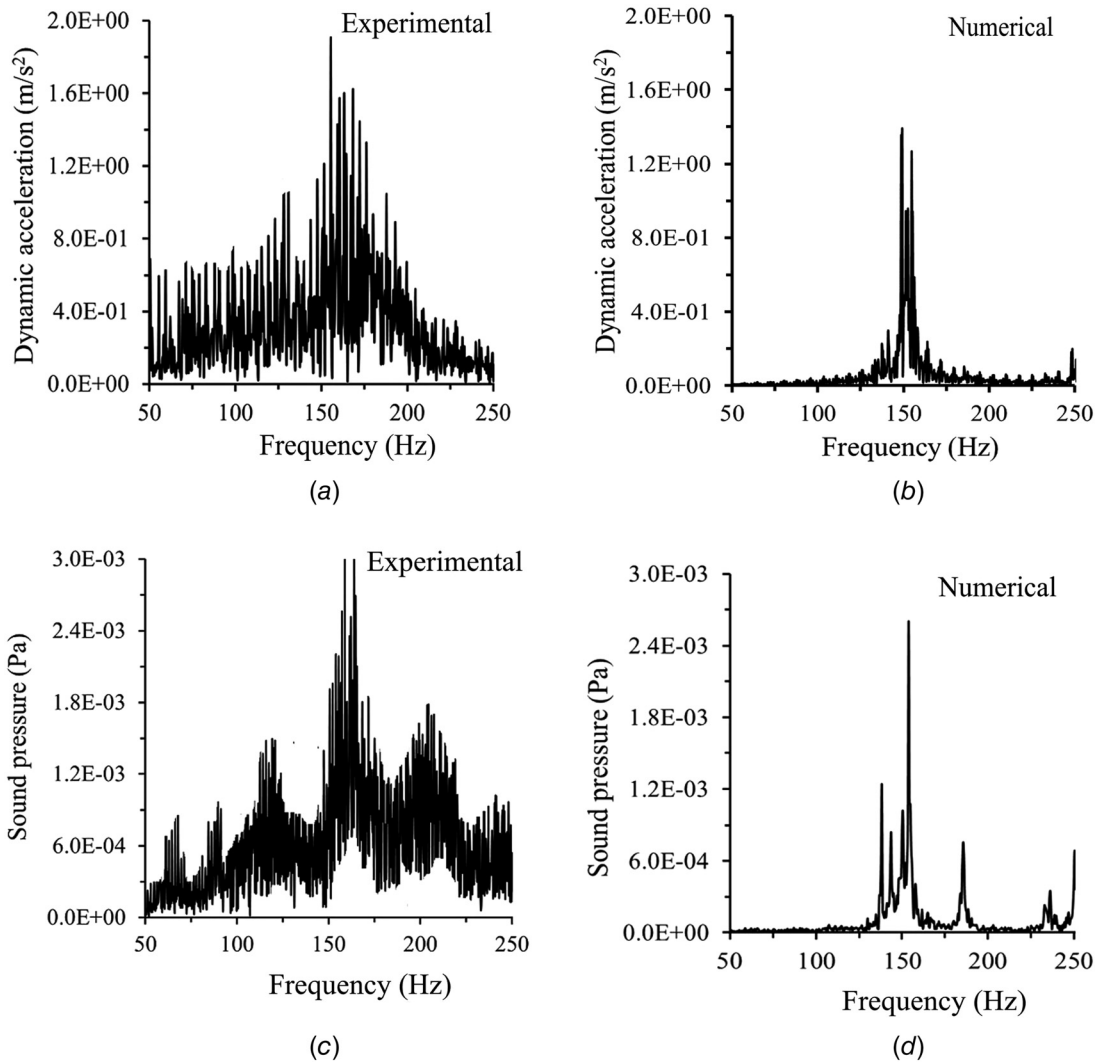 Experimental
Dynamic acceleration (m/s²)
2.0E+00
1.6E+00
1.2E+00
8.0E-01
4.0E-01
0.0E+00
50 100 150 200 250
Frequency (Hz)
(a)
Numerical
Dynamic acceleration (m/s²)
2.0E+00
1.6E+00
1.2E+00
8.0E-01
4.0E-01
0.0E+00
50 100 150 200 250
Frequency (Hz)
(b)
Experimental
Sound pressure (Pa)
3.0E-03
2.4E-03
1.8E-03
1.2E-03
6.0E-04
0.0E+00
50 100 150 200 250
Frequency (Hz)
(c)
Numerical
Sound pressure (Pa)
3.0E-03
2.4E-03
1.8E-03
1.2E-03
6.0E-04
0.0E+00
50 100 150 200 250
Frequency (Hz)
(d)